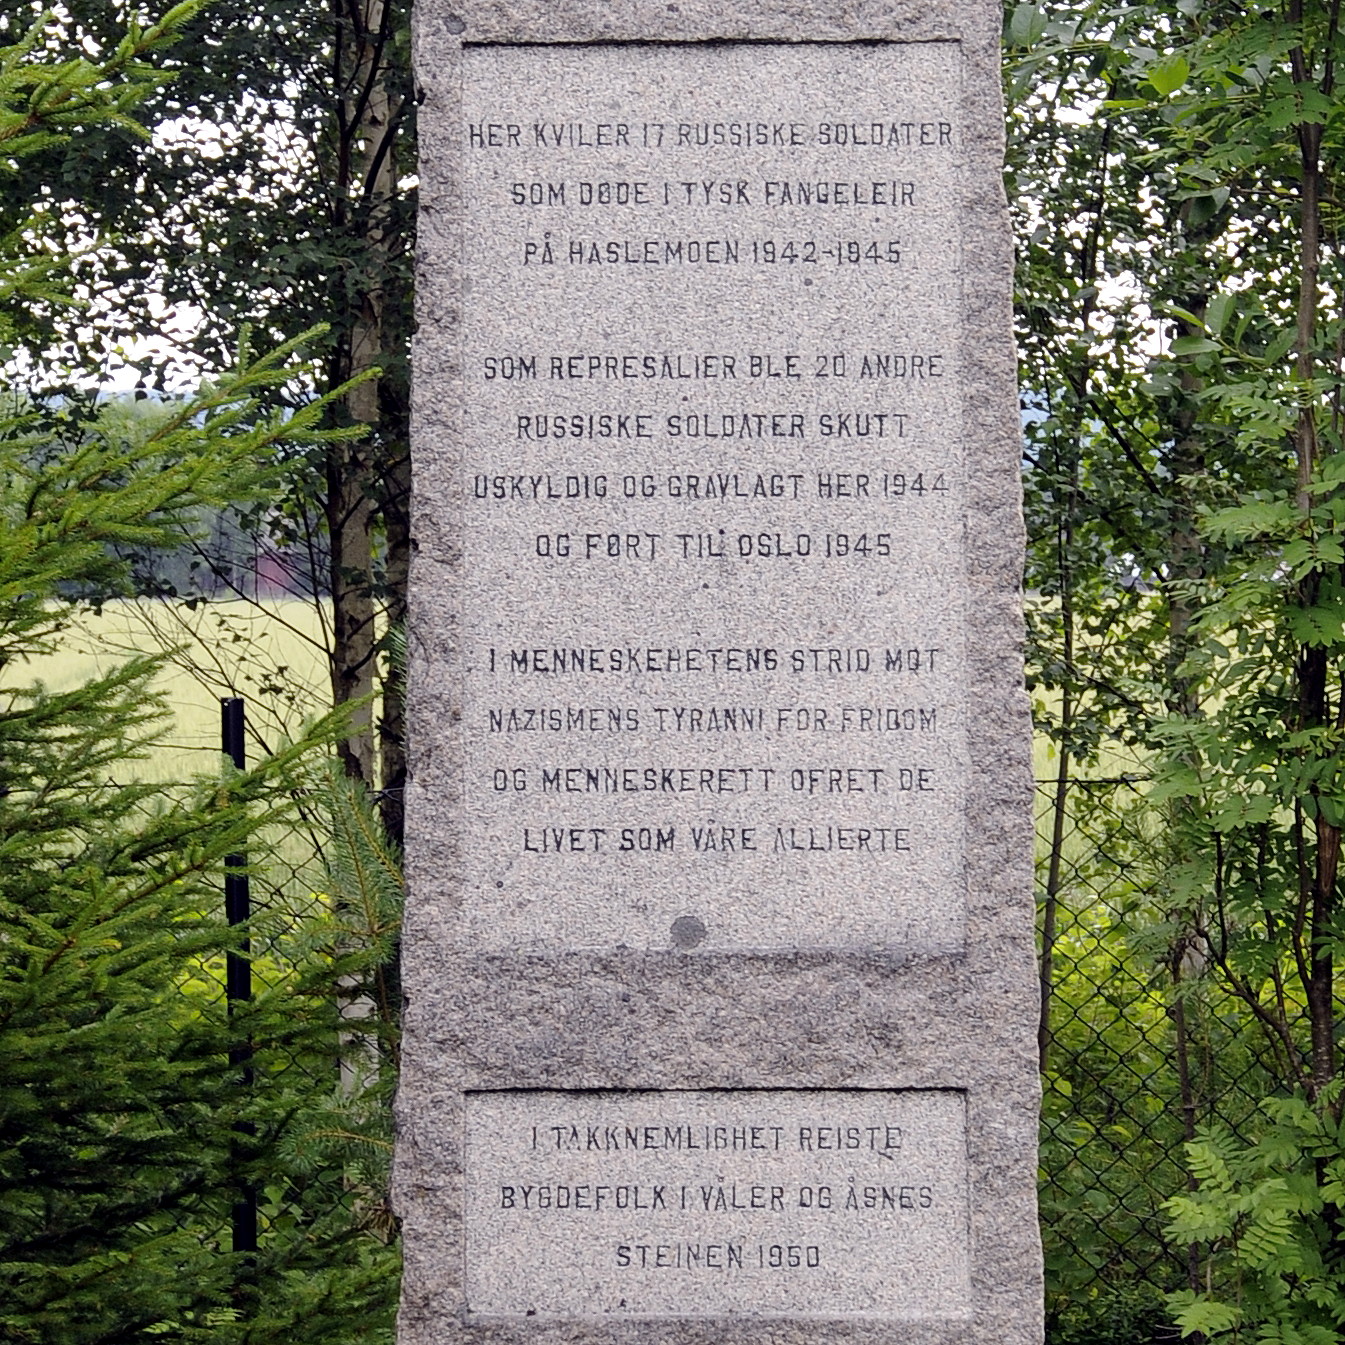 HER KVILER 17 RUSSISKE SOLDATER
SOM DØDE I TYSK FANGELEIR
PÅ HASLEMOEN 1942-1945
SOM REPRESALIER BLE 20 ANDRE
RUSSISKE SOLDATER SKUTT
USKYLDIG OG GRAVLAGT HER 1944
OG FØRT TIL OSLO 1945
I MENNESKEHETENS STRID MOT
NAZISMENS TYRANNI FOR FRIDOM
OG MENNESKERETT OFRET DE
LIVET SOM VÅRE ALLIERTE
I TAKKNEMLIGHET REISTE
BYGDEFOLK I VÅLER OG ÅSNES
STEINEN 1950